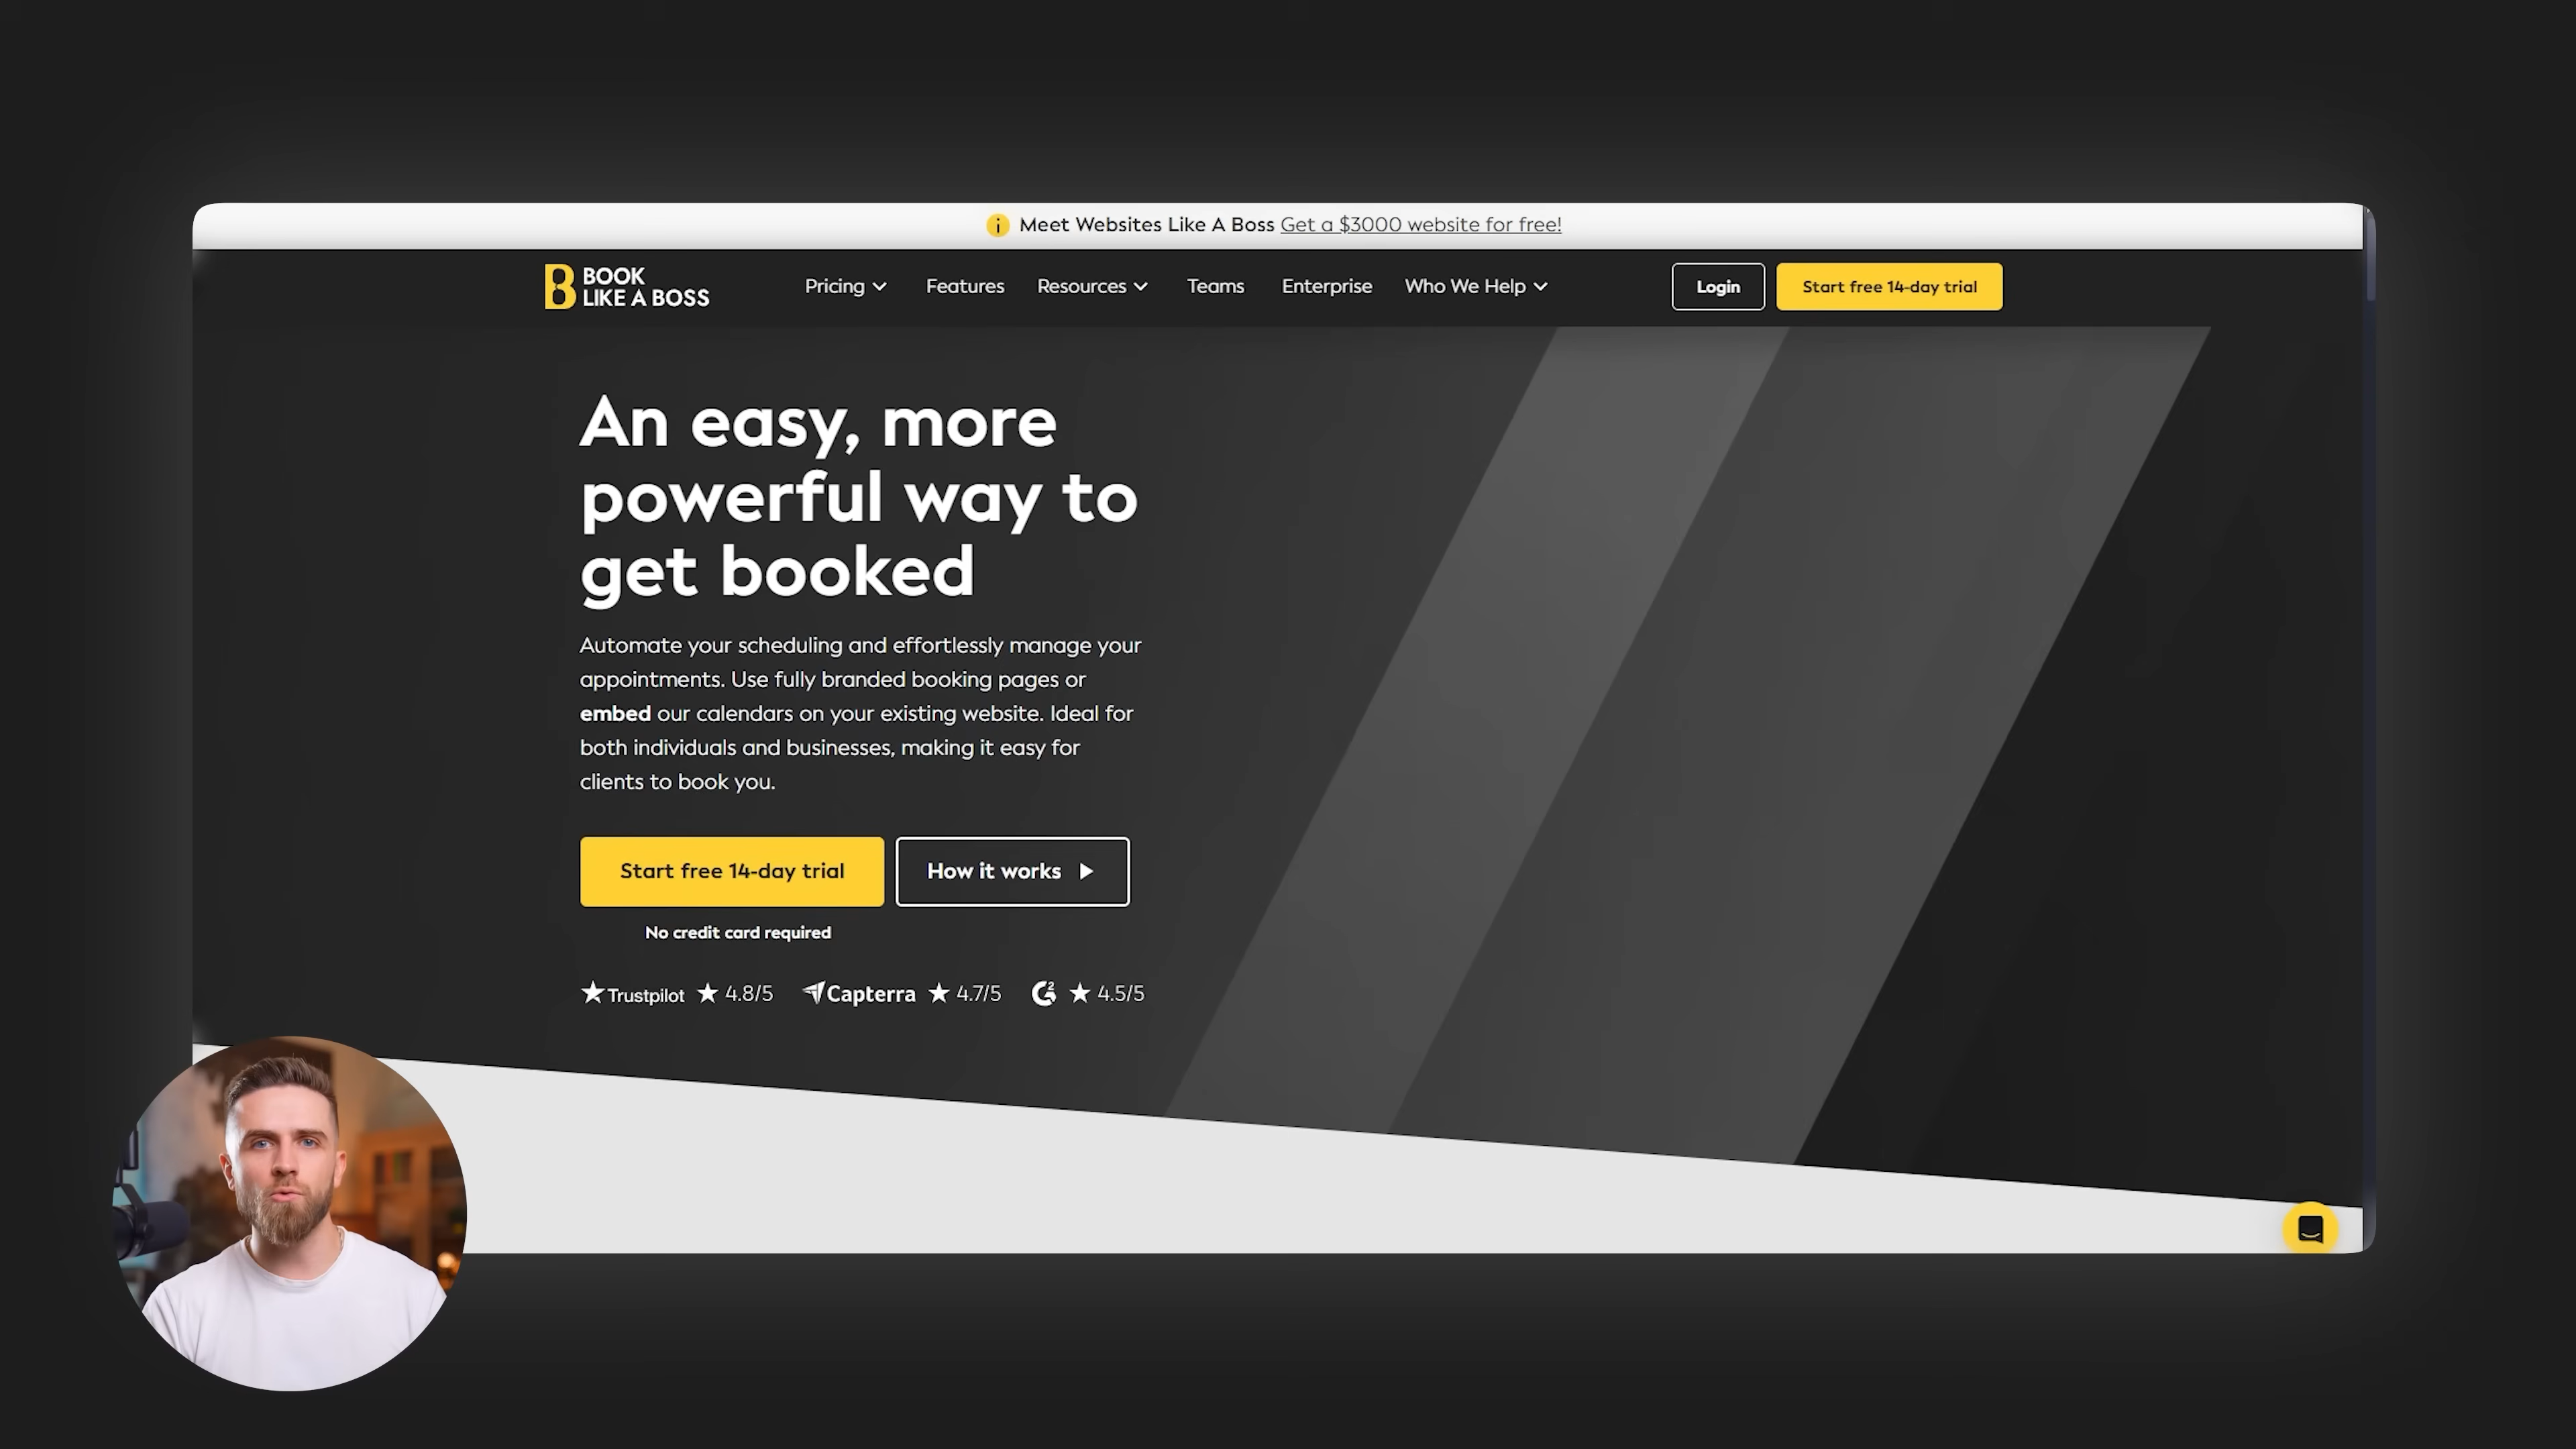 Meet Websites Like A Boss Get a $3000 website for free!
BOOK
LIKE A BOSS
Pricing
Features
Resources
Teams
Enterprise
Who We Help
Login
Start free 14-day trial
An easy, more
powerful way to
get booked
Automate your scheduling and effortlessly manage your
appointments. Use fully branded booking pages or
embed our calendars on your existing website. Ideal for
both individuals and businesses, making it easy for
clients to book you.
Start free 14-day trial
How it works
No credit card required
Trustpilot 4.8/5
Capterra 4.7/5
G2 4.5/5